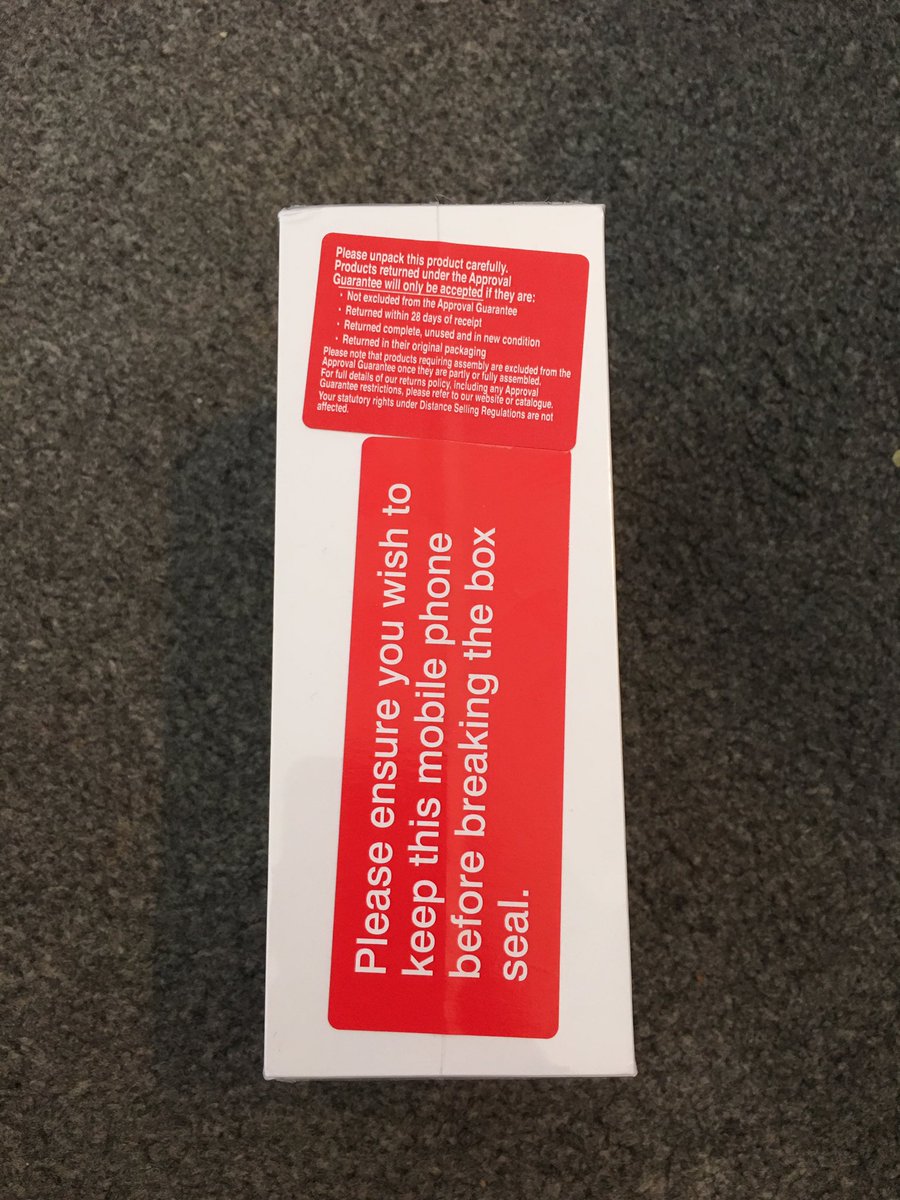 Please unpack this product carefully.
Products returned under the Approval
Guarantee will only be accepted if they are:
· Not excluded from the Approval Guarantee
· Returned within 28 days of receipt
· Returned complete, unused and in new condition
· Returned in their original packaging
Please note that products requiring assembly are excluded from the
Approval Guarantee once they are partly or fully assembled.
For full details of our returns policy, including any Approval
Guarantee restrictions, please refer to our website or catalogue.
Your statutory rights under Distance Selling Regulations are not
affected.
Please ensure you wish to
keep this mobile phone
before breaking the box
seal.